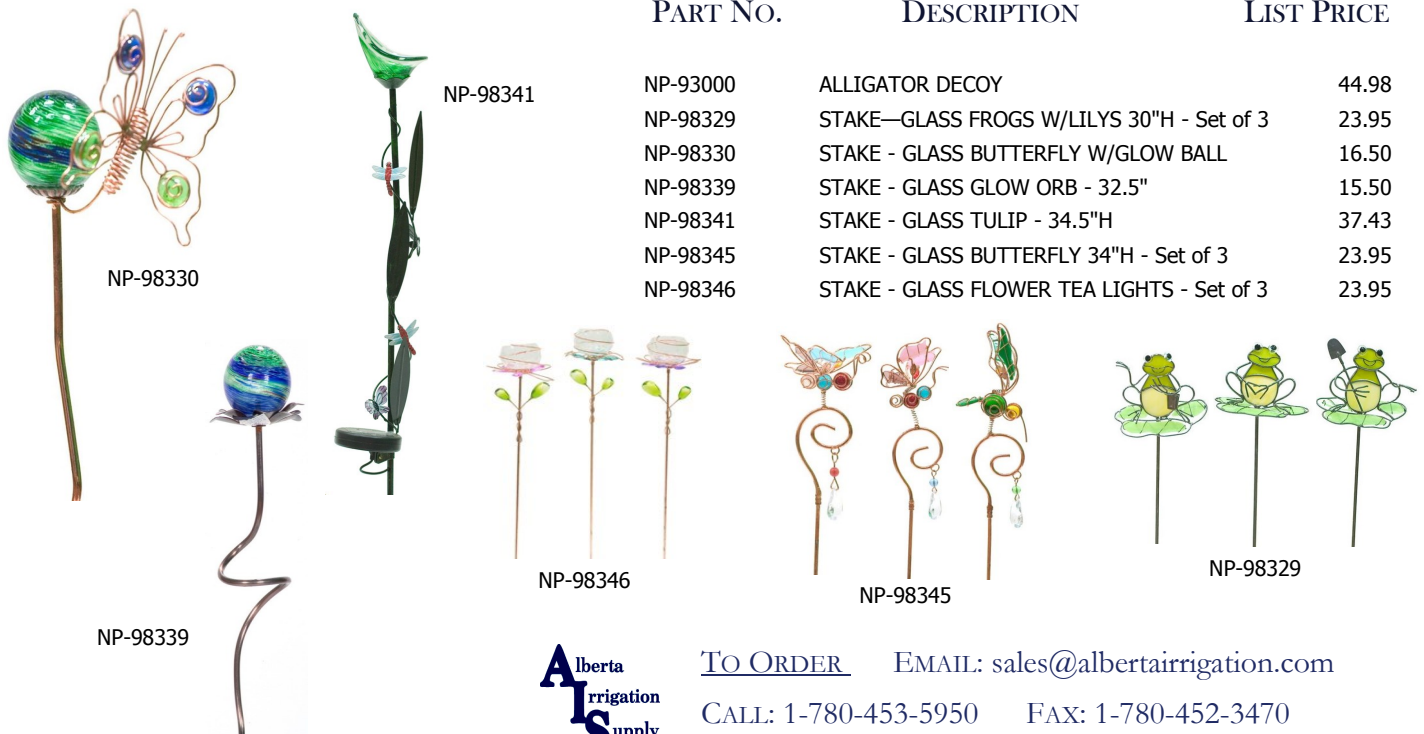 PART NO. DESCRIPTION LIST PRICE
NP-93000 ALLIGATOR DECOY 44.98
NP-98329 STAKE—GLASS FROGS W/LILYS 30"H - Set of 3 23.95
NP-98330 STAKE - GLASS BUTTERFLY W/GLOW BALL 16.50
NP-98339 STAKE - GLASS GLOW ORB - 32.5" 15.50
NP-98341 STAKE - GLASS TULIP - 34.5"H 37.43
NP-98345 STAKE - GLASS BUTTERFLY 34"H - Set of 3 23.95
NP-98346 STAKE - GLASS FLOWER TEA LIGHTS - Set of 3 23.95
NP-98341
NP-98330
NP-98346
NP-98345
NP-98329
NP-98339
Alberta
Irrigation
Supply
TO ORDER EMAIL: sales@albertairrigation.com
CALL: 1-780-453-5950 FAX: 1-780-452-3470